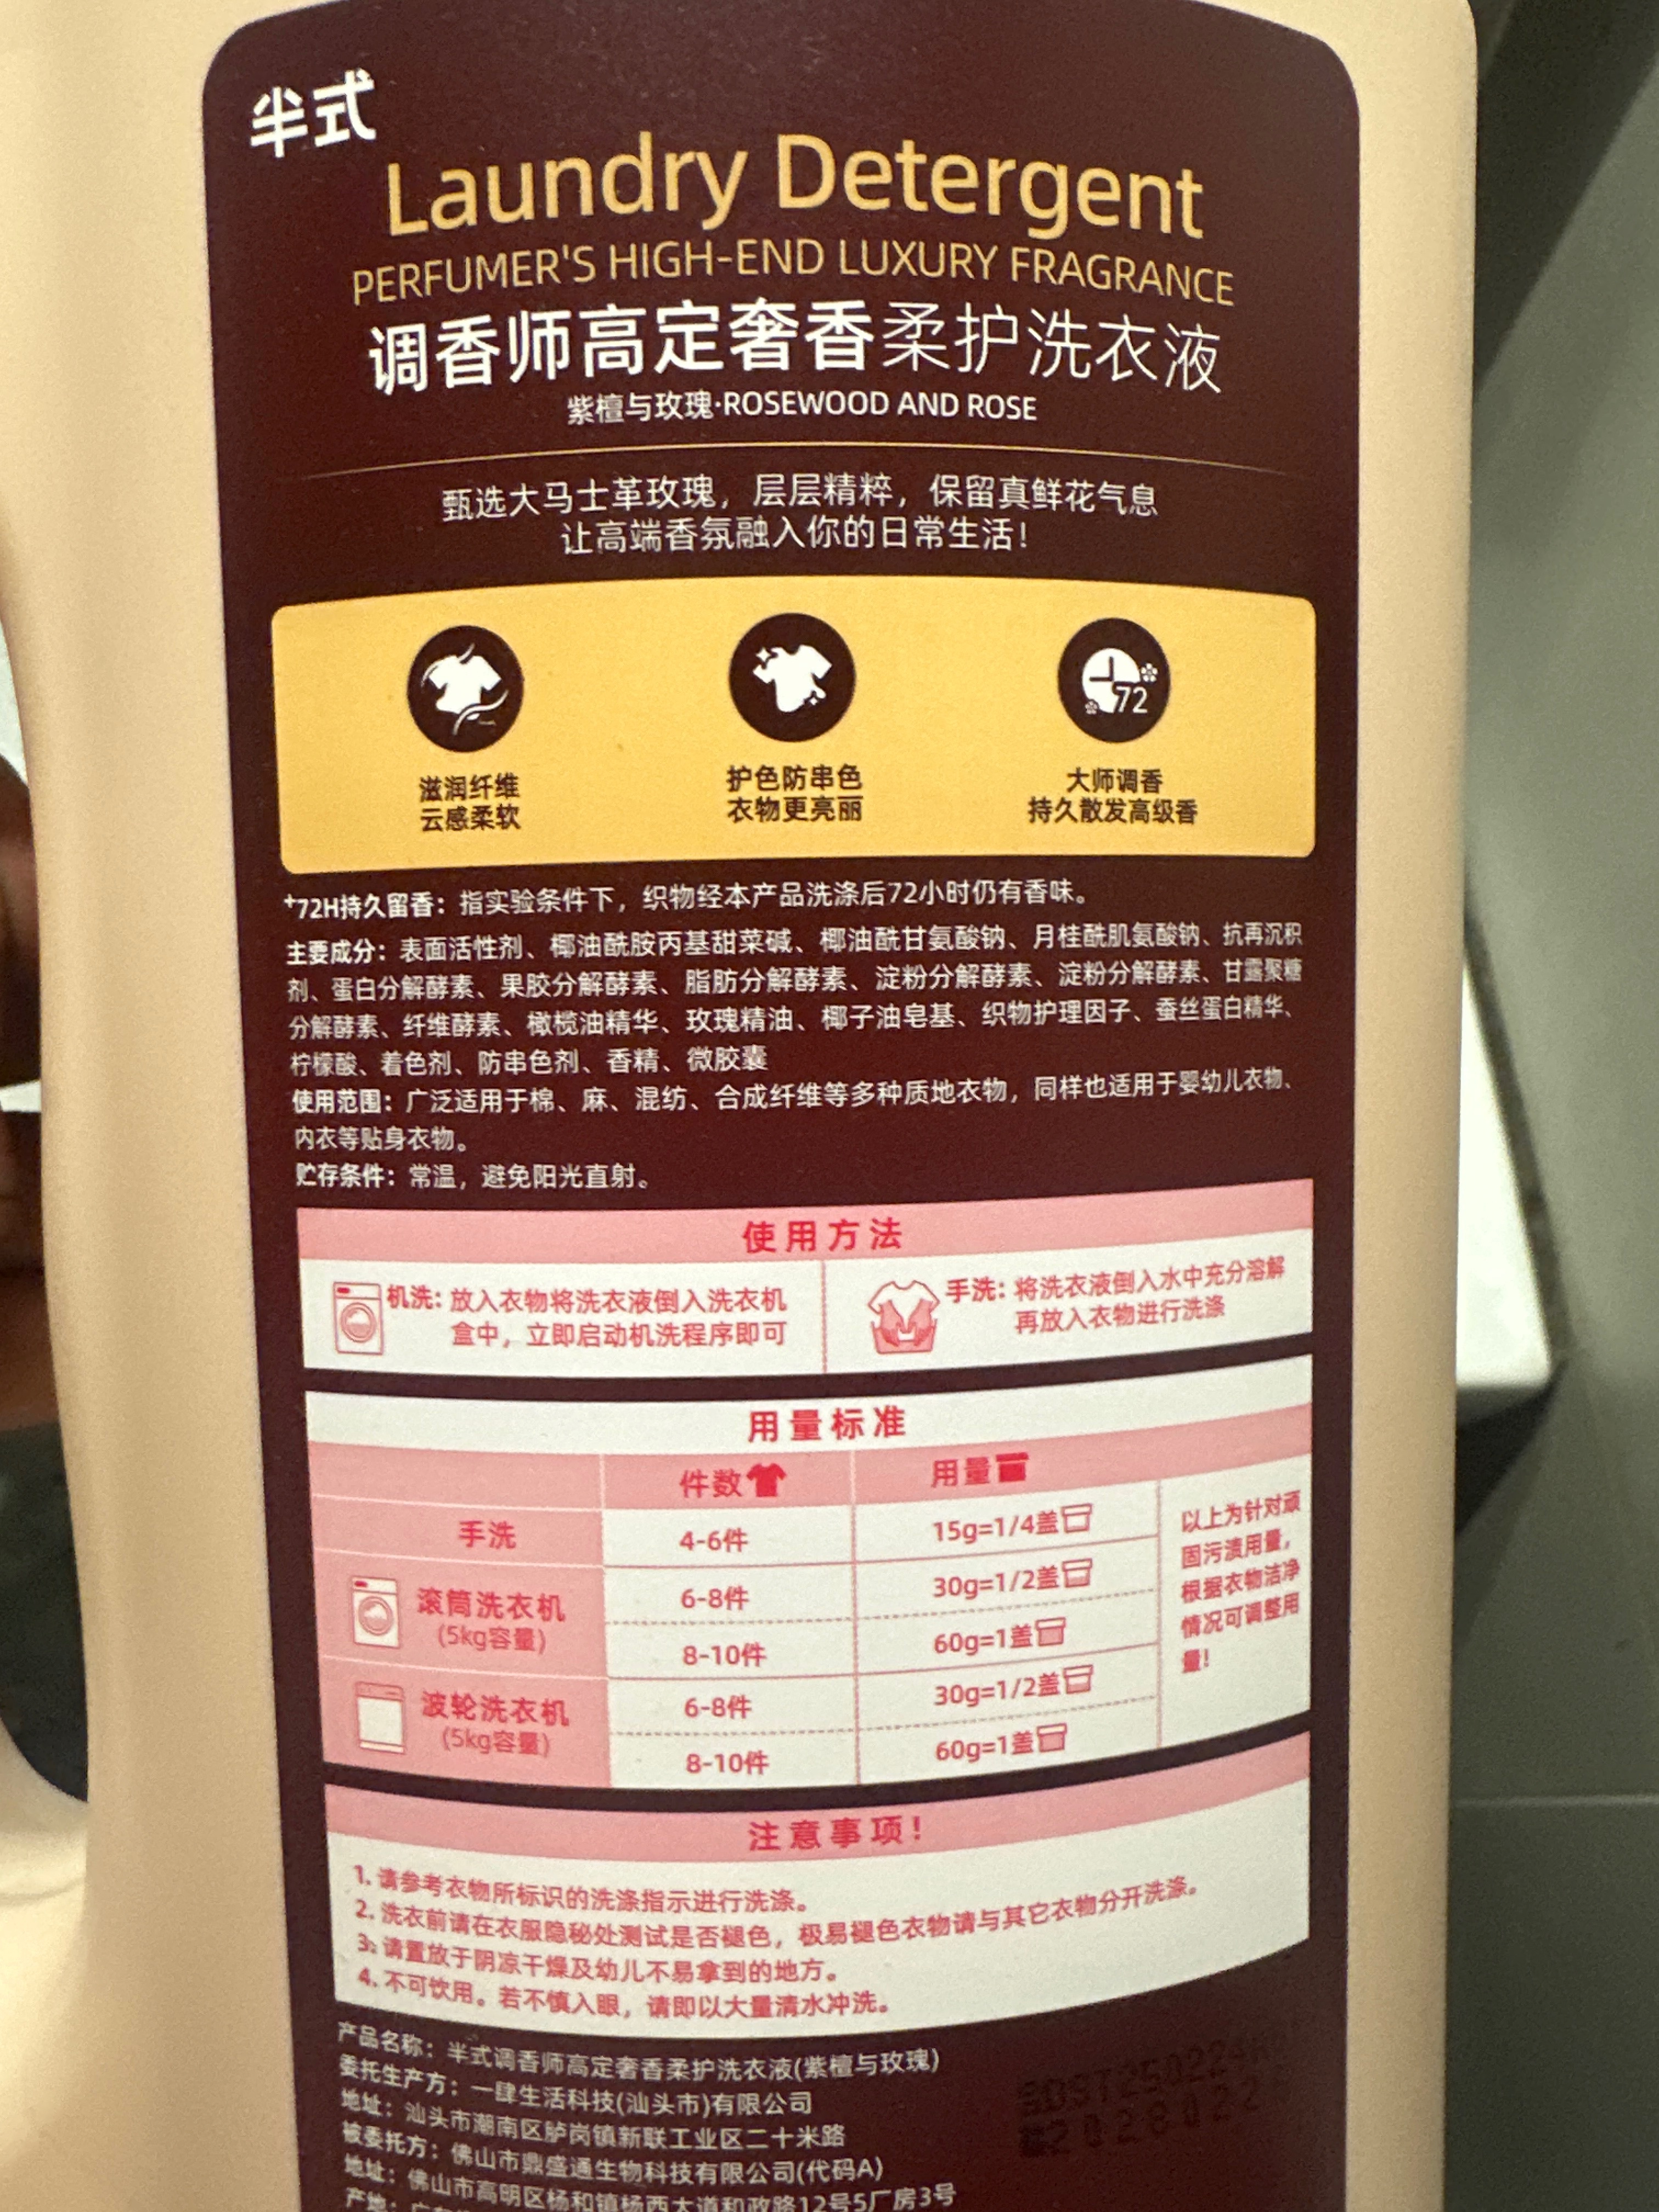 半式
Laundry Detergent
PERFUMER'S HIGH-END LUXURY FRAGRANCE
调香师高定奢香柔护洗衣液
紫檀与玫瑰·ROSEWOOD AND ROSE
甄选大马士革玫瑰，层层精粹，保留真鲜花气息
让高端香氛融入你的日常生活！
72
滋润纤维
云感柔软
护色防串色
衣物更亮丽
大师调香
持久散发高级香
+72H持久留香：指实验条件下，织物经本产品洗涤后72小时仍有香味。
主要成分：表面活性剂、椰油酰胺丙基甜菜碱、椰油酰甘氨酸钠、月桂酰肌氨酸钠、抗再沉积
剂、蛋白分解酵素、果胶分解酵素、脂肪分解酵素、淀粉分解酵素、淀粉分解酵素、甘露聚糖
分解酵素、纤维酵素、橄榄油精华、玫瑰精油、椰子油皂基、织物护理因子、蚕丝蛋白精华、
柠檬酸、着色剂、防串色剂、香精、微胶囊
使用范围：广泛适用于棉、麻、混纺、合成纤维等多种质地衣物，同样也适用于婴幼儿衣物、
内衣等贴身衣物。
贮存条件：常温，避免阳光直射。
使用方法
机洗：放入衣物将洗衣液倒入洗衣机
盒中，立即启动机洗程序即可
手洗：将洗衣液倒入水中充分溶解
再放入衣物进行洗涤
用量标准
件数 用量
手洗 4-6件 15g=1/4盖
滚筒洗衣机 6-8件 30g=1/2盖
(5kg容量) 8-10件 60g=1盖
波轮洗衣机 6-8件 30g=1/2盖
(5kg容量) 8-10件 60g=1盖
以上为针对顽
固污渍用量，
根据衣物洁净
情况可调整用
量！
注意事项！
1. 请参考衣物所标识的洗涤指示进行洗涤。
2. 洗衣前请在衣服隐秘处测试是否褪色，极易褪色衣物请与其它衣物分开洗涤。
3. 请置放于阴凉干燥及幼儿不易拿到的地方。
4. 不可饮用。若不慎入眼，请即以大量清水冲洗。
产品名称：半式调香师高定奢香柔护洗衣液(紫檀与玫瑰)
委托生产方：一肆生活科技(汕头市)有限公司
地址：汕头市潮南区胪岗镇新联工业区二十米路
被委托方：佛山市鼎盛通生物科技有限公司(代码A)
地址：佛山市高明区杨和镇杨西大道和政路12号5厂房3号
产地：广东